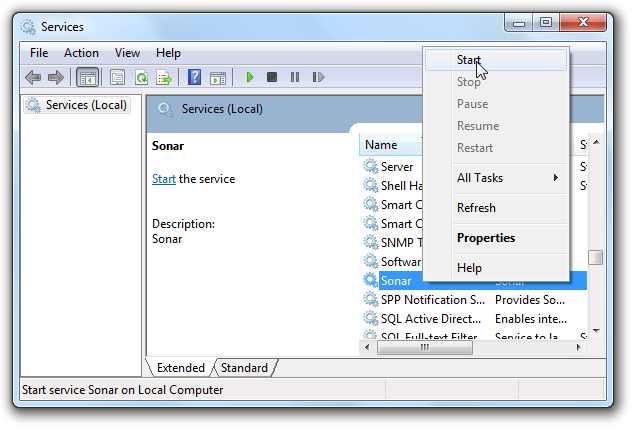 Services
File Action View Help
Services (Local)
Services (Local)
Sonar
Start the service
Description:
Sonar
Name
Server
Shell Ha
Smart C
Smart C
SNMP T
Software
Sonar Sonar
SPP Notification S... Provides So...
SQL Active Direct... Enables inte...
SQL Full-text Filter Service to la...
Start
Stop
Pause
Resume
Restart
All Tasks
Refresh
Properties
Help
Extended Standard
Start service Sonar on Local Computer